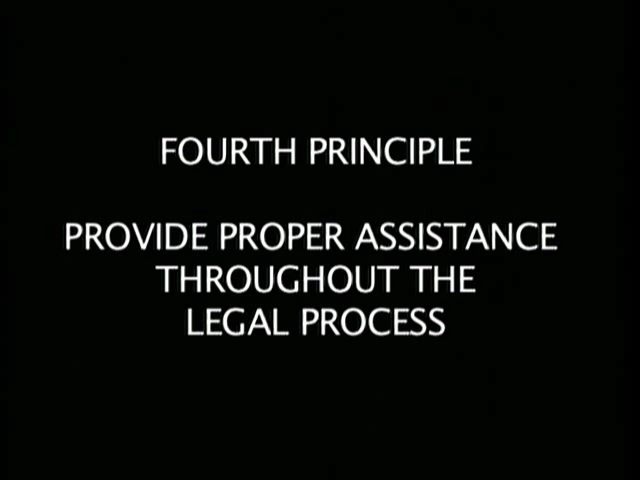 FOURTH PRINCIPLE
PROVIDE PROPER ASSISTANCE
THROUGHOUT THE
LEGAL PROCESS